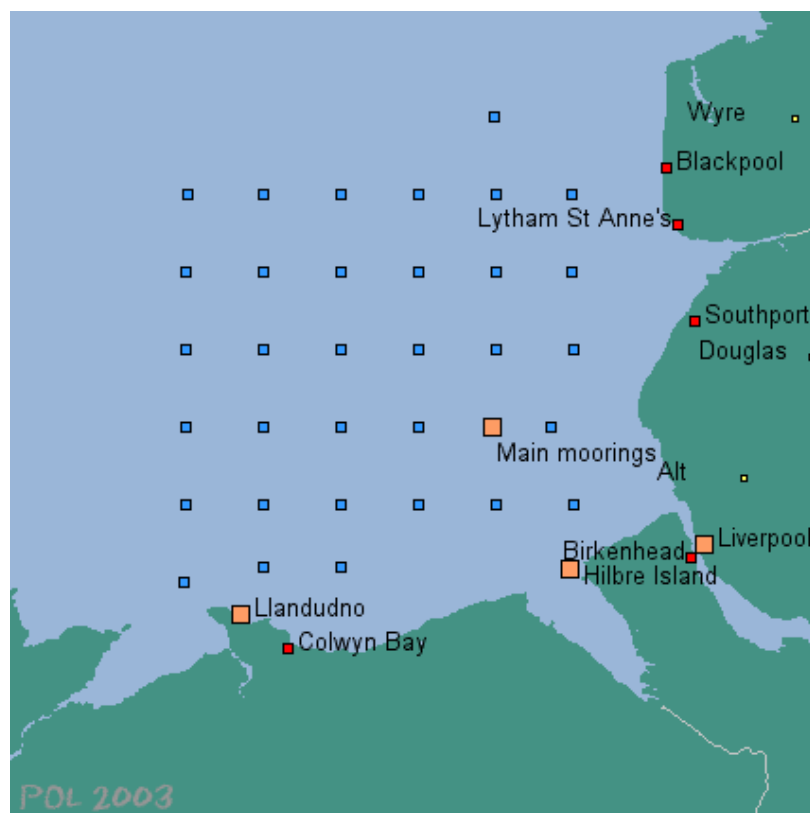 Wyre
Blackpool
Lytham St Anne's
Southport
Douglas
Main moorings
Alt
Liverpool
Birkenhead
Hilbre Island
Llandudno
Colwyn Bay
POL 2003